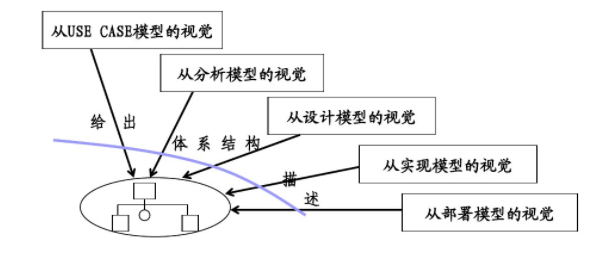 从USE CASE模型的视觉
从分析模型的视觉
从设计模型的视觉
给出
体系结构
从实现模型的视觉
描述
从部署模型的视觉